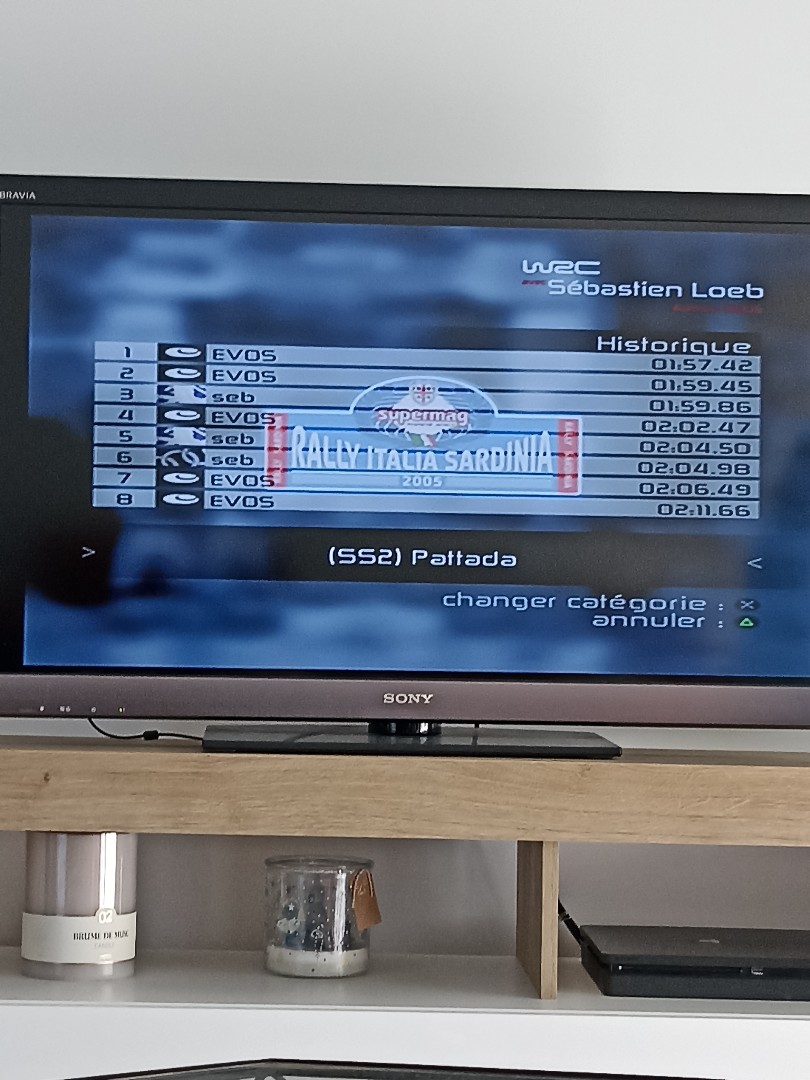 BRAVIA
WRC
avec Sébastien Loeb
Historique
1 EVOS 01:57.42
2 EVOS 01:59.45
3 seb 01:59.86
4 EVOS 02:02.47
5 seb 02:04.50
6 seb 02:04.98
7 EVOS 02:06.49
8 EVOS 02:11.66
supermag
RALLY ITALIA SARDINIA
2005
> (SS2) Pattada <
changer catégorie :
annuler :
SONY
02
BRUME DE MUSC